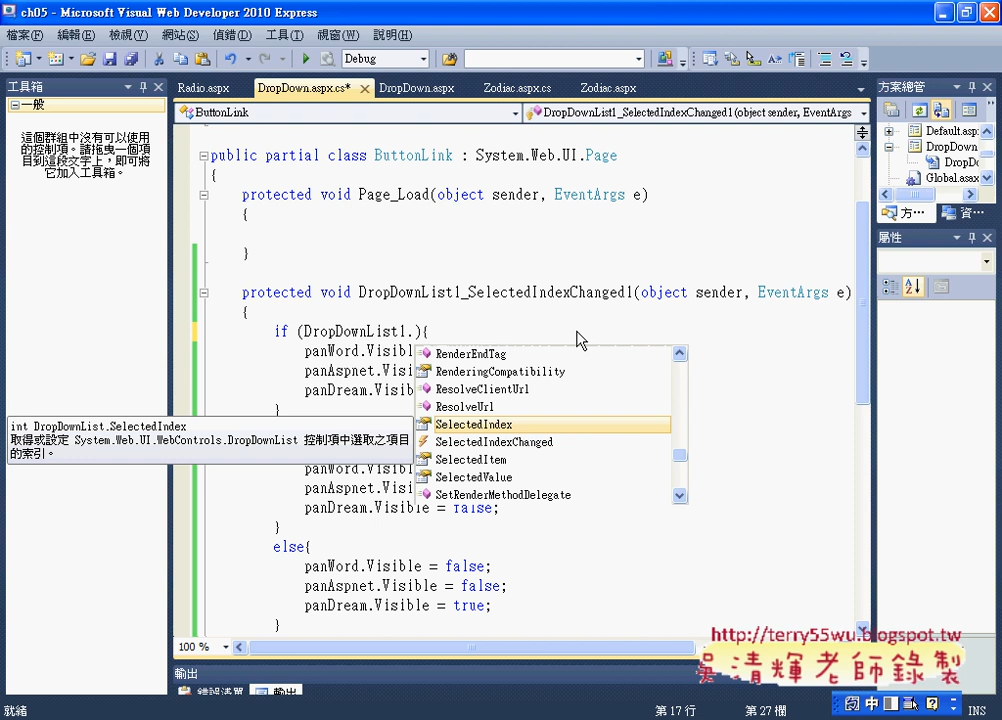 ch05 - Microsoft Visual Web Developer 2010 Express
檔案(F) 編輯(E) 檢視(V) 網站(S) 偵錯(D) 工具(T) 視窗(W) 說明(H)
Debug
工具箱
一般
這個群組中沒有可以使用
的控制項。請拖曳一個項
目到這段文字上，即可將
它加入工具箱。
Radio.aspx DropDown.aspx.cs* DropDown.aspx Zodiac.aspx.cs Zodiac.aspx
ButtonLink DropDownList1_SelectedIndexChanged1(object sender, EventArgs
public partial class ButtonLink : System.Web.UI.Page
{
protected void Page_Load(object sender, EventArgs e)
{
}
protected void DropDownList1_SelectedIndexChanged1(object sender, EventArgs e)
{
if (DropDownList1.){
panWord.Visibl
panAspnet.Visi
panDream.Visib
}
RenderEndTag
RenderingCompatibility
ResolveClientUrl
ResolveUrl
SelectedIndex
SelectedIndexChanged
SelectedItem
SelectedValue
SetRenderMethodDelegate
int DropDownList.SelectedIndex
取得或設定 System.Web.UI.WebControls.DropDownList 控制項中選取之項目
的索引。
panWord.Visibl
panAspnet.Visi
panDream.Visible = false;
}
else{
panWord.Visible = false;
panAspnet.Visible = false;
panDream.Visible = true;
}
100 %
輸出
錯誤清單 輸出
方案總管
Default.asp
DropDown
DropDo
Global.asax
方⋯ 資⋯
屬性
http://terry55wu.blogspot.tw
吳清輝老師錄製
中
就緒 第 17 行 第 27 欄 INS